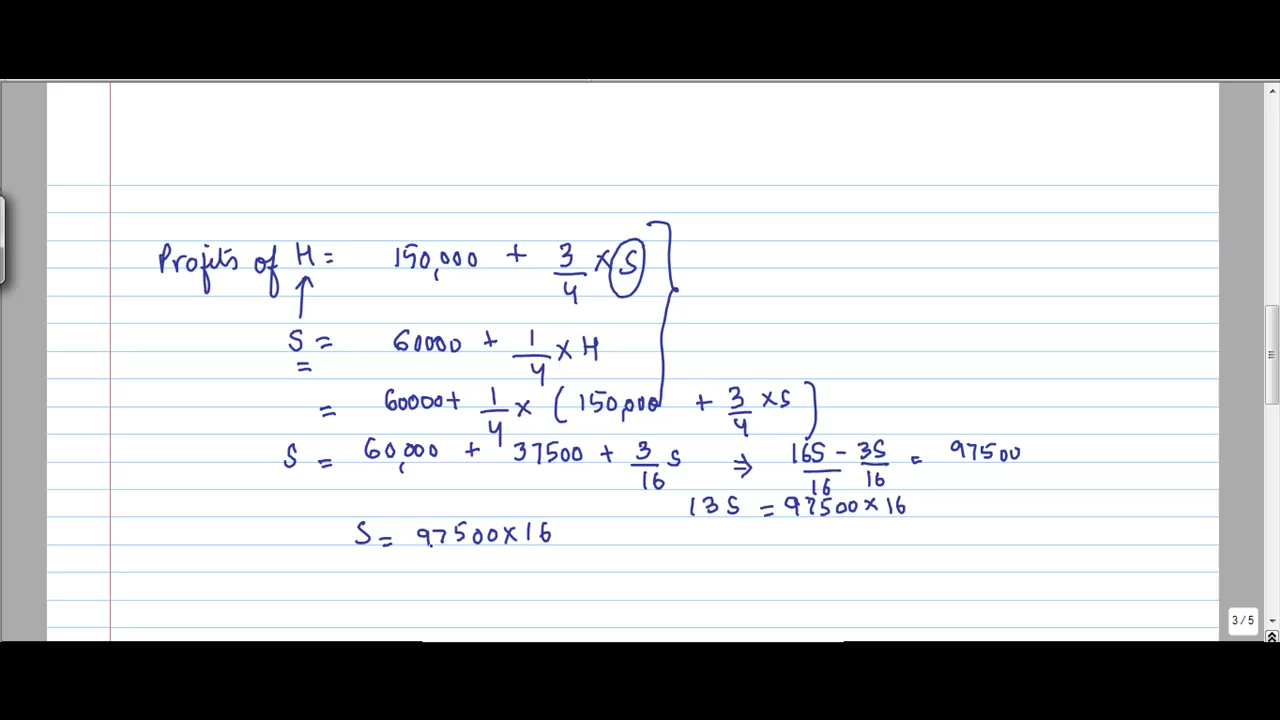 Profits of H = 150,000 + 3/4 × S
S = 60000 + 1/4 × H
= 60000 + 1/4 × (150,000 + 3/4 × S)
S = 60,000 + 37500 + 3/16 S ⇒ 16S/16 - 3S/16 = 97500
13S = 97500 × 16
S = 97500 × 16
3 / 5